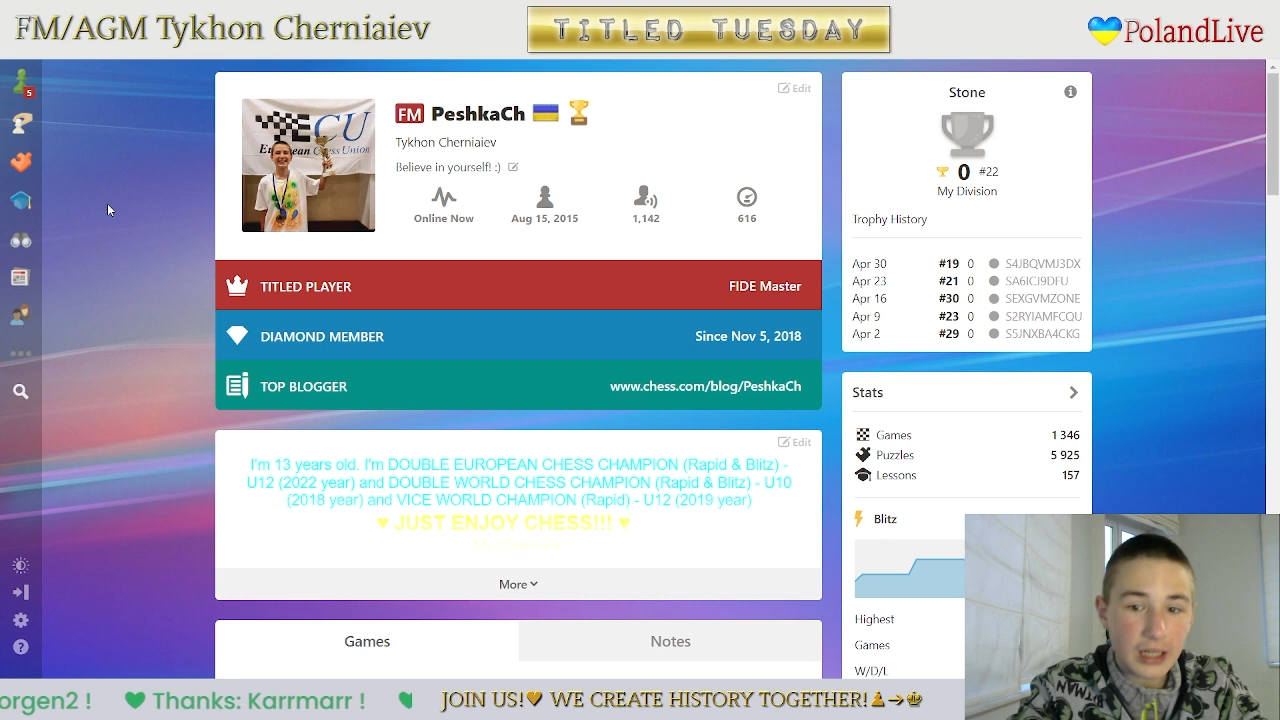 FM/AGM Tykhon Cherniaiev
TITLED TUESDAY
PolandLive
5
Edit
FM PeshkaCh
Tykhon Cherniaiev
Believe in yourself! :)
Online Now
Aug 15, 2015
1,142
616
ECU
European Chess Union
TITLED PLAYER
FIDE Master
DIAMOND MEMBER
Since Nov 5, 2018
TOP BLOGGER
www.chess.com/blog/PeshkaCh
Edit
I'm 13 years old. I'm DOUBLE EUROPEAN CHESS CHAMPION (Rapid & Blitz) -
U12 (2022 year) and DOUBLE WORLD CHESS CHAMPION (Rapid & Blitz) - U10
(2018 year) and VICE WORLD CHAMPION (Rapid) - U12 (2019 year)
♥ JUST ENJOY CHESS!!! ♥
More
Games
Notes
Stone
0 #22
My Division
Trophy History
Apr 30 #19 0 S4JBQVMJ3DX
Apr 23 #21 0 SA6ICJ9DFU
Apr 16 #30 0 SEXGVMZONE
Apr 9 #23 0 S2RYIAMFCQU
Apr 2 #29 0 S5JNXBA4CKG
Stats
Games 1 346
Puzzles 5 925
Lessons 157
Blitz
Highest
Games
W/D/L
orgen2 !
Thanks: Karrmarr !
JOIN US!♥ WE CREATE HISTORY TOGETHER!♟→♚